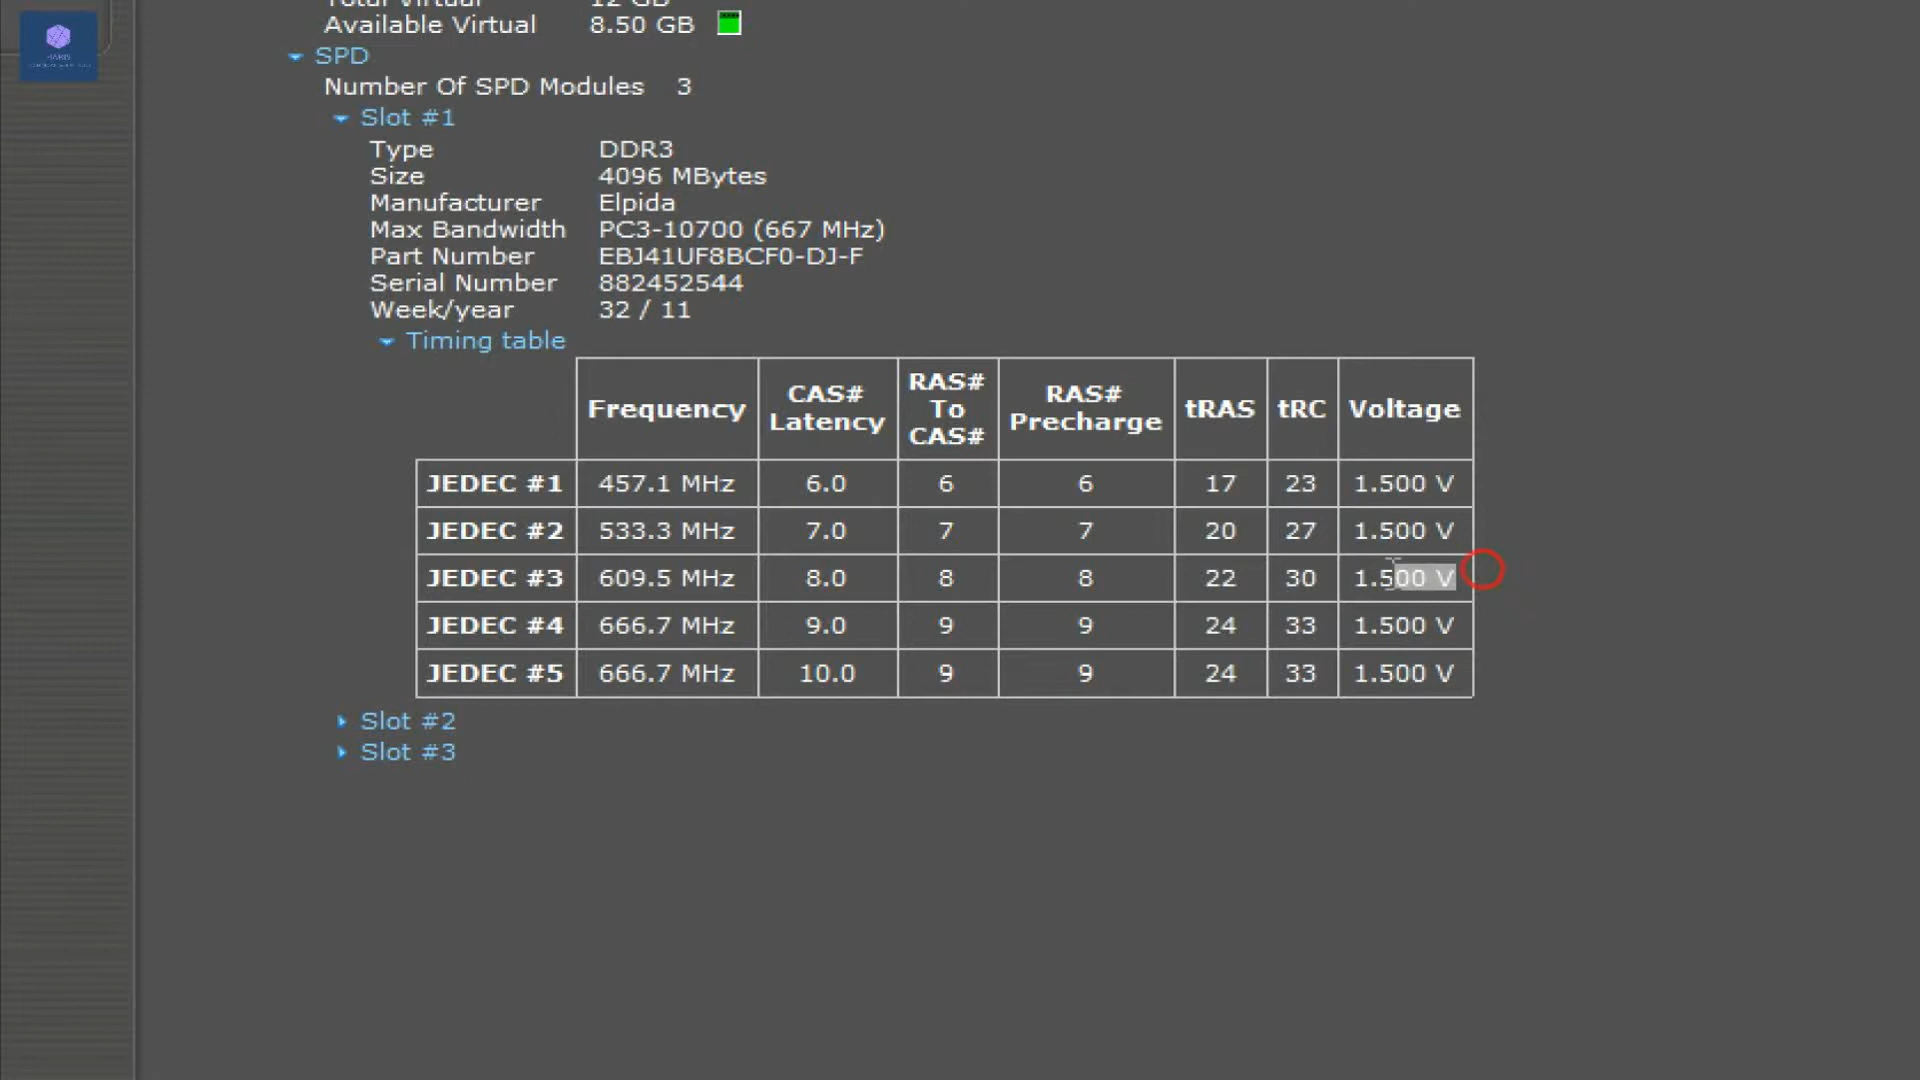 Total Virtual 12 GB
Available Virtual 8.50 GB
SPD
Number Of SPD Modules 3
Slot #1
Type DDR3
Size 4096 MBytes
Manufacturer Elpida
Max Bandwidth PC3-10700 (667 MHz)
Part Number EBJ41UF8BCF0-DJ-F
Serial Number 882452544
Week/year 32 / 11
Timing table
Frequency CAS# Latency RAS# To CAS# RAS# Precharge tRAS tRC Voltage
JEDEC #1 457.1 MHz 6.0 6 6 17 23 1.500 V
JEDEC #2 533.3 MHz 7.0 7 7 20 27 1.500 V
JEDEC #3 609.5 MHz 8.0 8 8 22 30 1.500 V
JEDEC #4 666.7 MHz 9.0 9 9 24 33 1.500 V
JEDEC #5 666.7 MHz 10.0 9 9 24 33 1.500 V
Slot #2
Slot #3